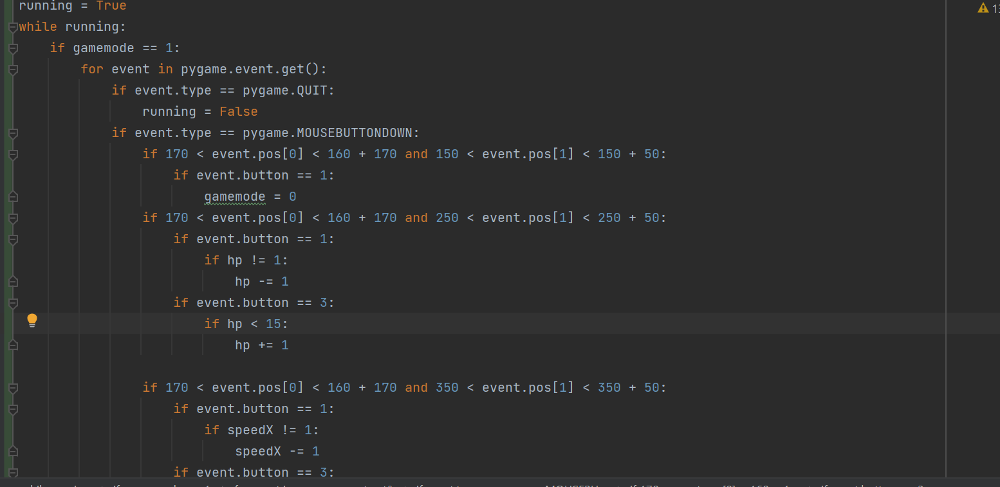 running = True
while running:
    if gamemode == 1:
        for event in pygame.event.get():
            if event.type == pygame.QUIT:
                running = False
            if event.type == pygame.MOUSEBUTTONDOWN:
                if 170 < event.pos[0] < 160 + 170 and 150 < event.pos[1] < 150 + 50:
                    if event.button == 1:
                        gamemode = 0
                if 170 < event.pos[0] < 160 + 170 and 250 < event.pos[1] < 250 + 50:
                    if event.button == 1:
                        if hp != 1:
                            hp -= 1
                    if event.button == 3:
                        if hp < 15:
                            hp += 1
                if 170 < event.pos[0] < 160 + 170 and 350 < event.pos[1] < 350 + 50:
                    if event.button == 1:
                        if speedX != 1:
                            speedX -= 1
                    if event.button == 3: